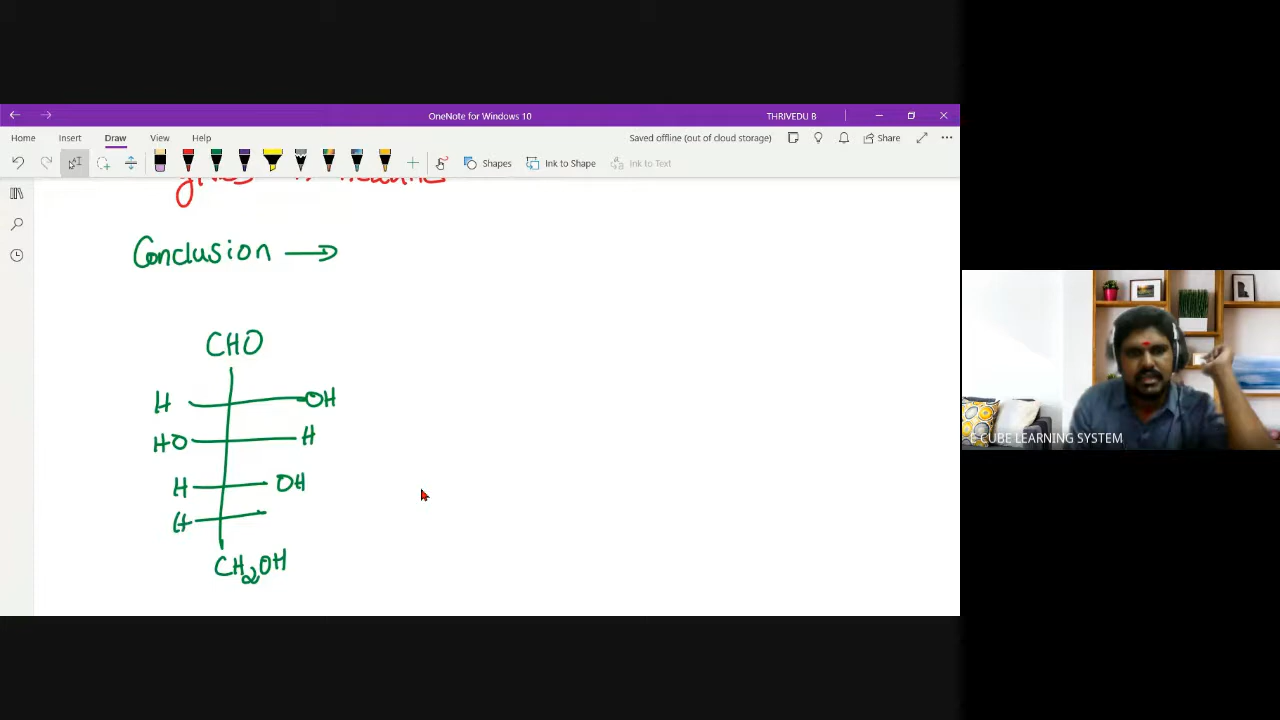 OneNote for Windows 10
THRIVEDU B
Home Insert Draw View Help
Saved offline (out of cloud storage)
Share
Shapes
Ink to Shape
Ink to Text
Conclusion →
CHO
H OH
HO H
H OH
H
CH2OH
C CUBE LEARNING SYSTEM